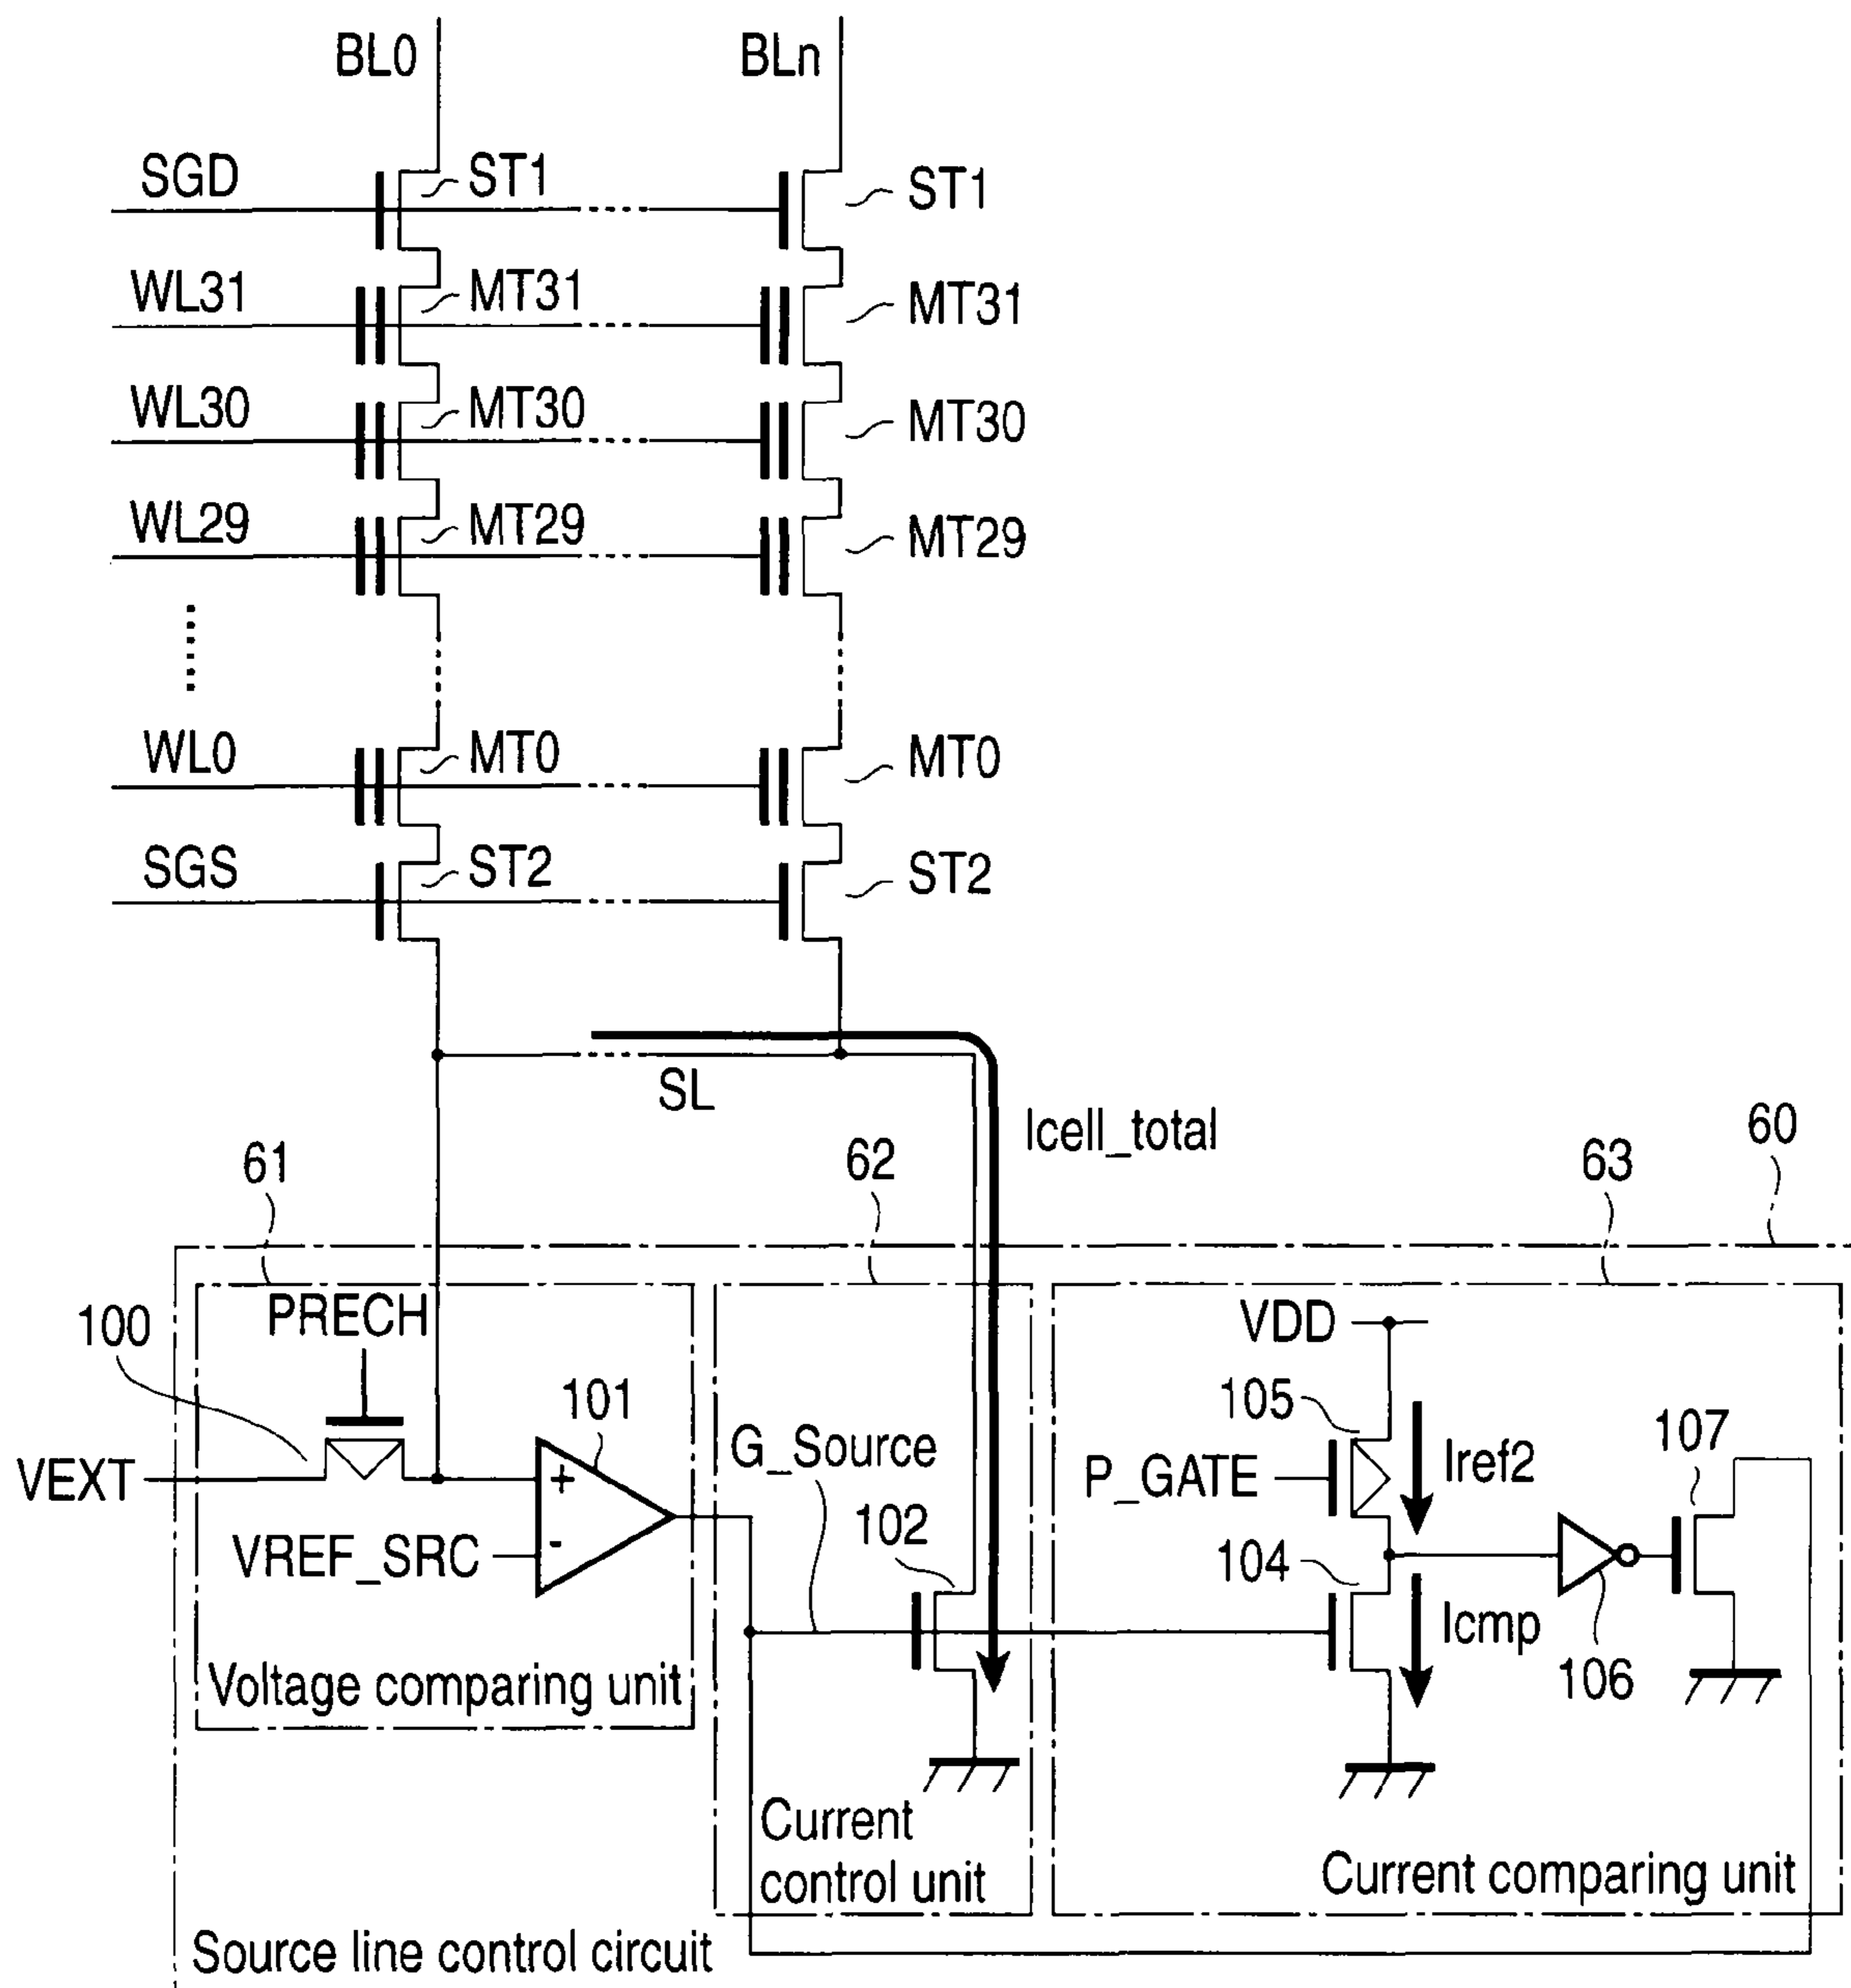 BL0 BLn
SGD ST1 ST1
WL31 MT31 MT31
WL30 MT30 MT30
WL29 MT29 MT29
WL0 MT0 MT0
SGS ST2 ST2
SL
Icell_total
60
61 62 63
PRECH
100
VDD
101
105
107
G_Source
Iref2
VEXT
+
P_GATE
102
VREF_SRC
-
104
Icmp
106
Voltage comparing unit
Current
control unit
Current comparing unit
Source line control circuit